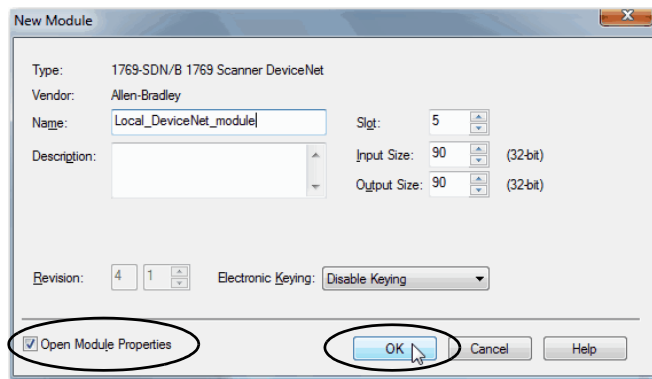 New Module
Type: 1769-SDN/B 1769 Scanner DeviceNet
Vendor: Allen-Bradley
Name: Local_DeviceNet_module Slot: 5
Description: Input Size: 90 (32-bit)
Output Size: 90 (32-bit)
Revision: 4 1 Electronic Keying: Disable Keying
Open Module Properties OK Cancel Help